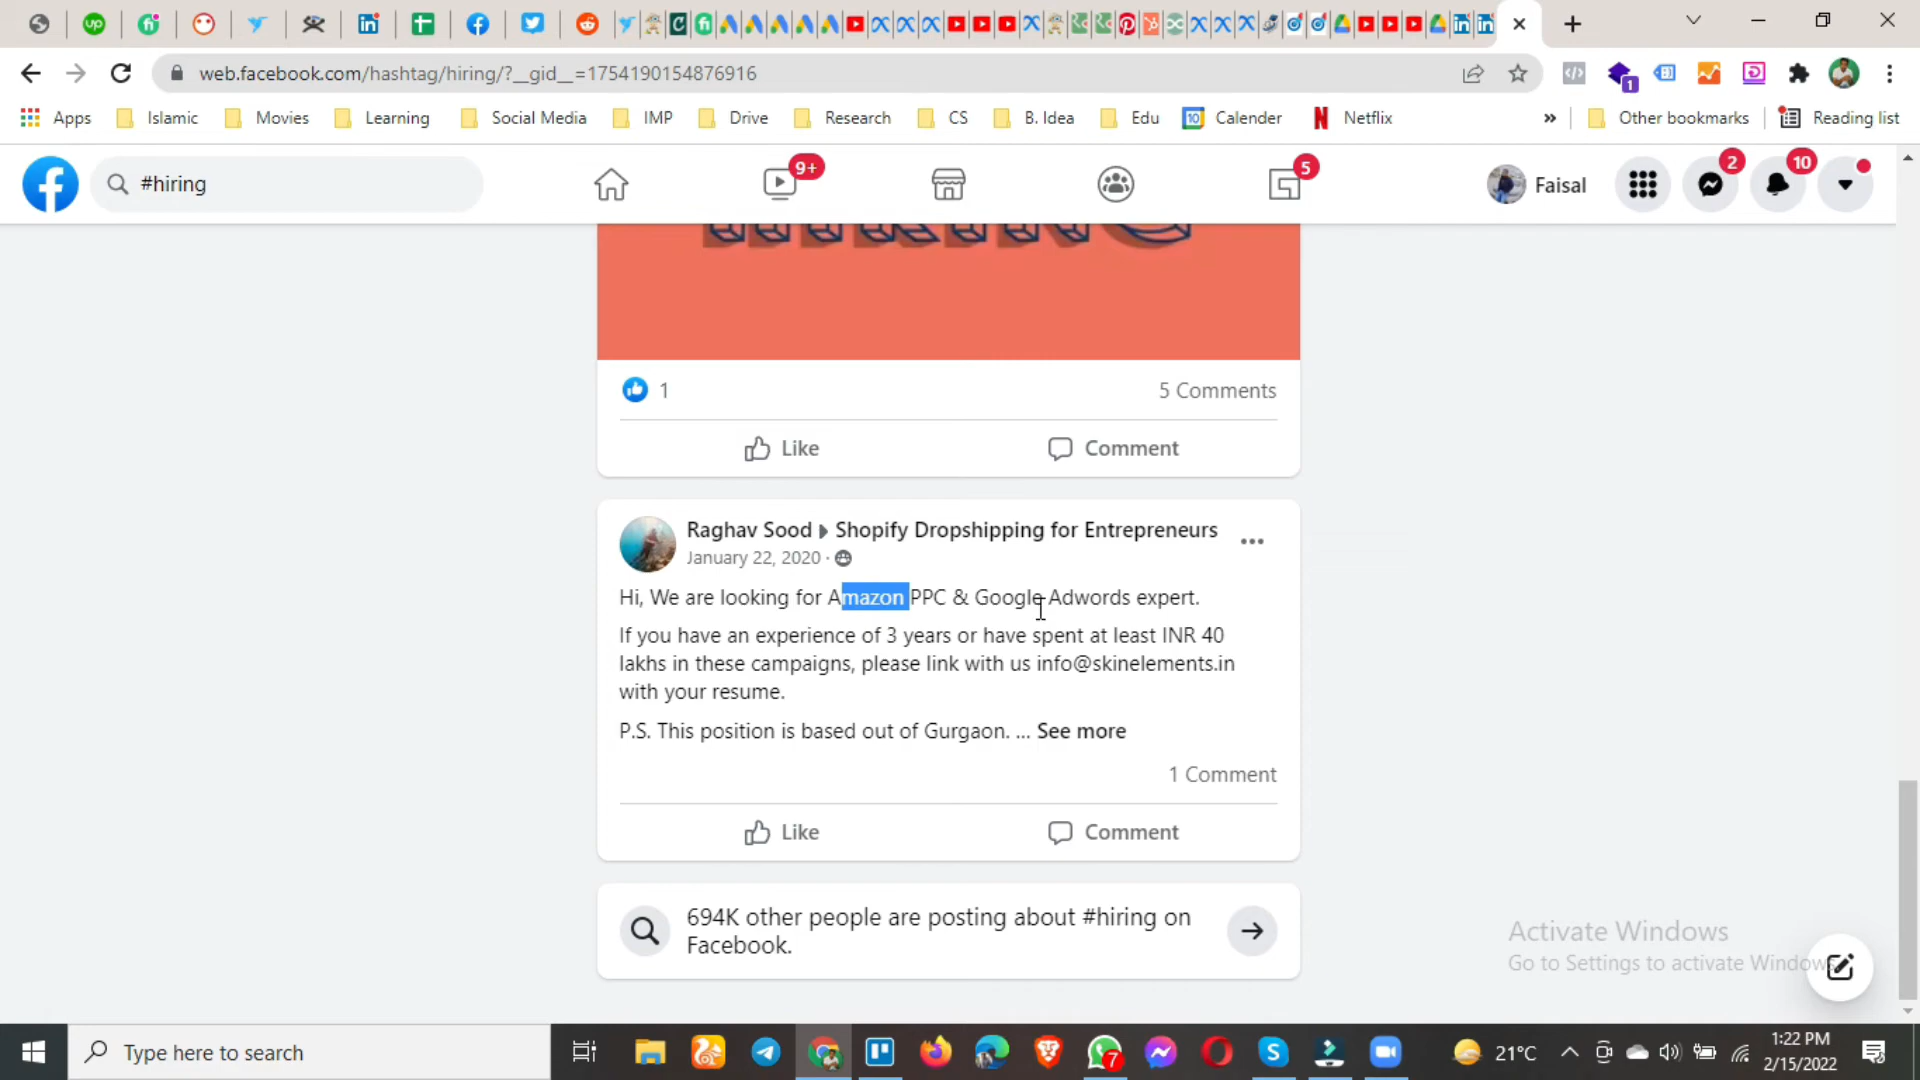 web.facebook.com/hashtag/hiring/?__gid__=1754190154876916
Apps Islamic Movies Learning Social Media IMP Drive Research CS B. Idea Edu Calender Netflix » Other bookmarks Reading list
#hiring 9+ 5 Faisal 2 10
1 5 Comments
Like Comment
Raghav Sood Shopify Dropshipping for Entrepreneurs
January 22, 2020 ·
Hi, We are looking for Amazon PPC & Google Adwords expert.
If you have an experience of 3 years or have spent at least INR 40
lakhs in these campaigns, please link with us info@skinelements.in
with your resume.
P.S. This position is based out of Gurgaon. ... See more
1 Comment
Like Comment
694K other people are posting about #hiring on
Facebook.
Activate Windows
Go to Settings to activate Windows
Type here to search 7 21°C 1:22 PM
2/15/2022